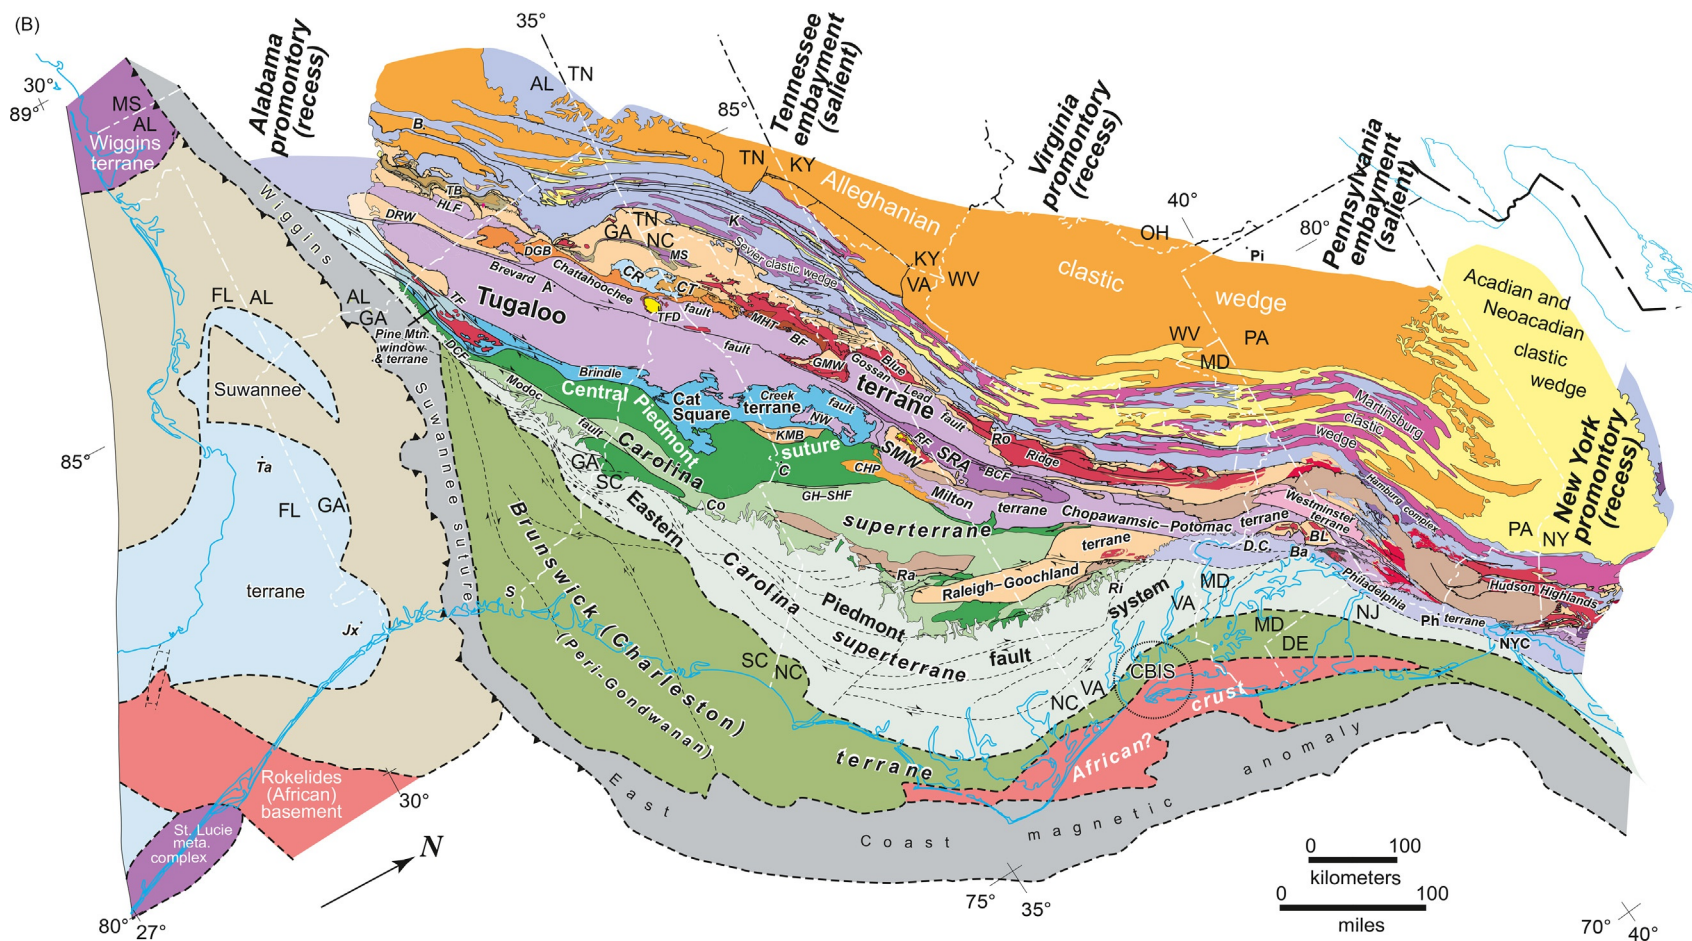 (B)
35°
30°
89°
MS
AL
Wiggins
terrane
Alabama
promontory
(recess)
AL
TN
85°
Tennessee
embayment
(salient)
Virginia
promontory
(recess)
Pennsylvania
embayment
(salient)
40°
80°
OH
Pi
B.
TN
KY
Alleghanian
clastic
wedge
KY
VA
WV
WV
PA
MD
Acadian and
Neoacadian
clastic
wedge
New York
promontory
(recess)
PA
NY
Wiggins
Suwannee suture
TB
HLF
DRW
DGB
TN
GA
NC
MS
K
Sevier clastic wedge
Brevard
A
Chattahoochee
fault
fault
CR
CT
TFD
MHT
BF
GMW
Gossan
Lead
fault
Blue
Ridge
Tugaloo
terrane
Ro
Martinsburg
clastic
wedge
FL
AL
AL
GA
TF
Pine Mtn.
window
& terrane
DCF
Modoc
fault
Brindle
Creek
fault
Central Piedmont
suture
Cat
Square
terrane
NW
KMB
C
CHP
SMW
RF
SRA
BCF
Hamburg
complex
Suwannee
terrane
Ta
FL
GA
Jx
85°
GA
SC
Co
Carolina
superterrane
GH–SHF
Milton
terrane
Chopawamsic–Potomac
terrane
Westminster
terrane
BL
D.C.
Ba
Philadelphia
terrane
Ph
Hudson Highlands
NYC
Ra
Raleigh–Goochland
terrane
Ri
Eastern
Piedmont
fault
system
Carolina
superterrane
VA
MD
MD
DE
NJ
S
Brunswick (Charleston)
(Peri-Gondwanan)
terrane
SC
NC
NC
VA
CBIS
African?
crust
Rokelides
(African)
basement
30°
St. Lucie
meta.
complex
80°
27°
N
East
Coast
magnetic
anomaly
75°
35°
0
100
kilometers
0
100
miles
70°
40°